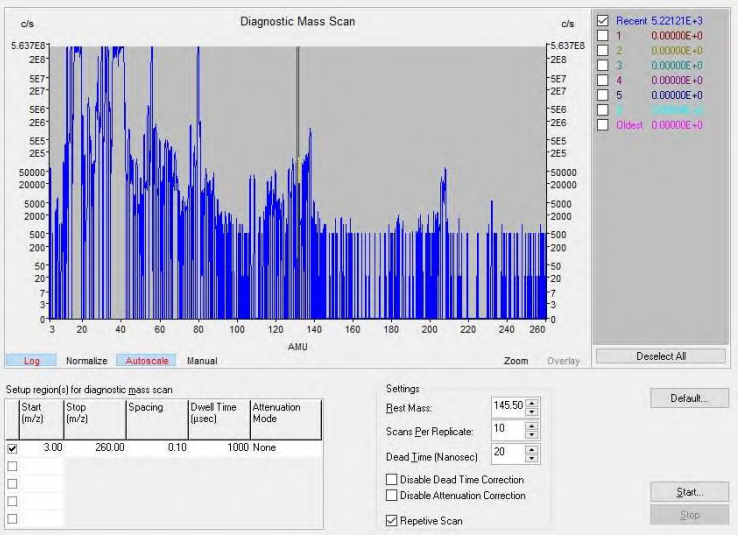 Diagnostic Mass Scan
c/s
c/s
5.637E8
2E8
5E7
2E7
5E6
2E6
5E5
2E5
50000
20000
5000
2000
500
200
50
20
7
3
0
5.637E8
2E8
5E7
2E7
5E6
2E6
5E5
2E5
50000
20000
5000
2000
500
200
50
20
7
3
0
3 20 40 60 80 100 120 140 160 180 200 220 240 260
AMU
Log Normalize Autoscale Manual Zoom Overlay
Recent 5.22121E+3
1 0.00000E+0
2 0.00000E+0
3 0.00000E+0
4 0.00000E+0
5 0.00000E+0
Oldest 0.00000E+0
Deselect All
Setup region(s) for diagnostic mass scan
Start (m/z) Stop (m/z) Spacing Dwell Time (µsec) Attenuation Mode
3.00 260.00 0.10 1000 None
Settings
Rest Mass: 145.50
Scans Per Replicate: 10
Dead Time (Nanosec) 20
Disable Dead Time Correction
Disable Attenuation Correction
Repetive Scan
Default...
Start...
Stop